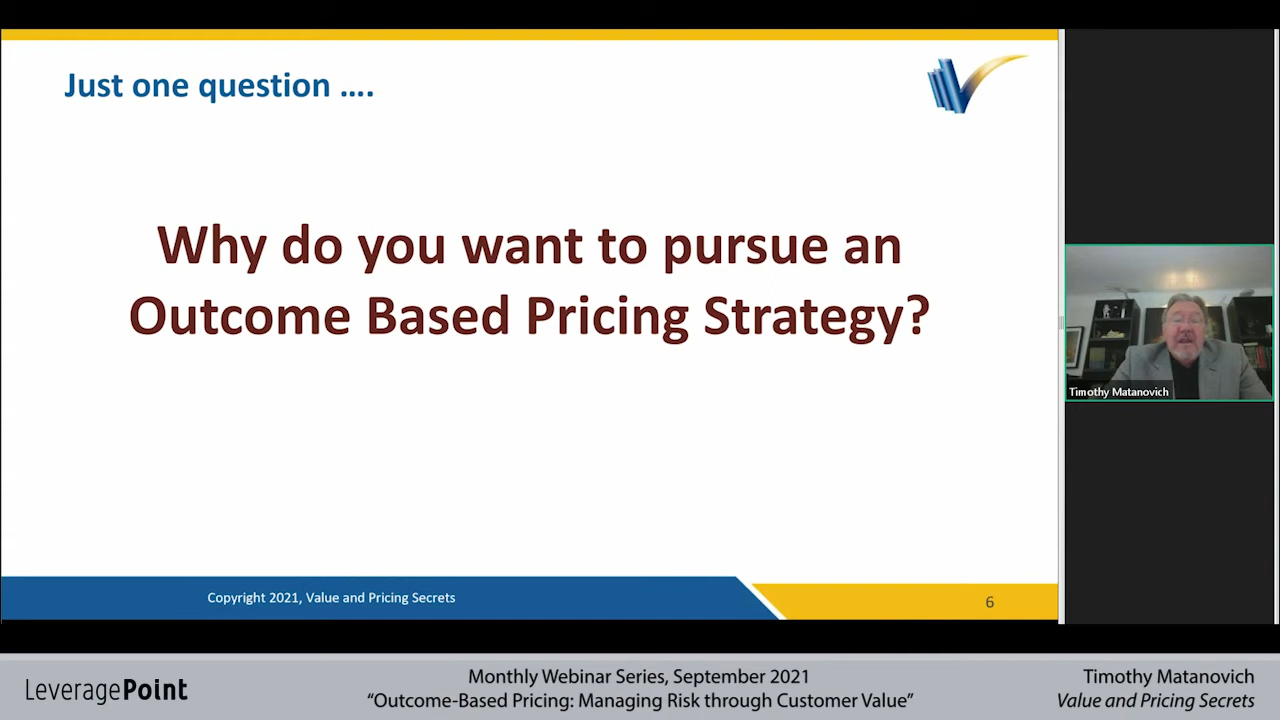 Just one question ....
Why do you want to pursue an
Outcome Based Pricing Strategy?
Timothy Matanovich
Copyright 2021, Value and Pricing Secrets
6
LeveragePoint
Monthly Webinar Series, September 2021
“Outcome-Based Pricing: Managing Risk through Customer Value”
Timothy Matanovich
Value and Pricing Secrets